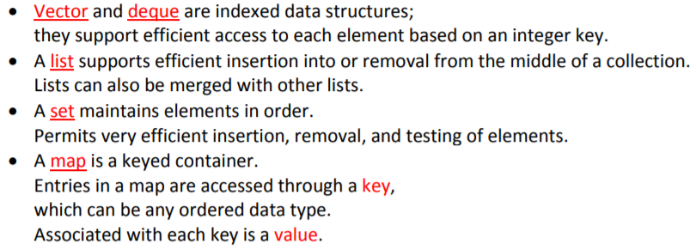 • Vector and deque are indexed data structures;
they support efficient access to each element based on an integer key.
• A list supports efficient insertion into or removal from the middle of a collection.
Lists can also be merged with other lists.
• A set maintains elements in order.
Permits very efficient insertion, removal, and testing of elements.
• A map is a keyed container.
Entries in a map are accessed through a key,
which can be any ordered data type.
Associated with each key is a value.